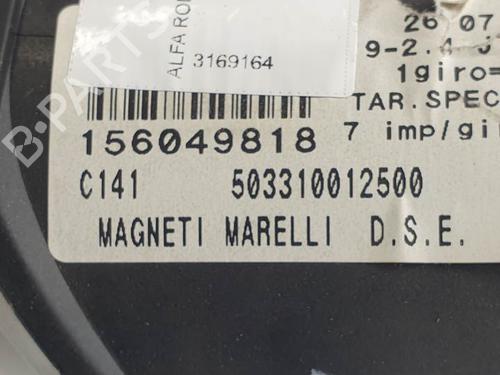 26 07
9-2.4 J
1giro=
TAR.SPEC
7 imp/gi
ALFA RO
3169164
156049818
C141 503310012500
MAGNETI MARELLI D.S.E.
B-PARTS